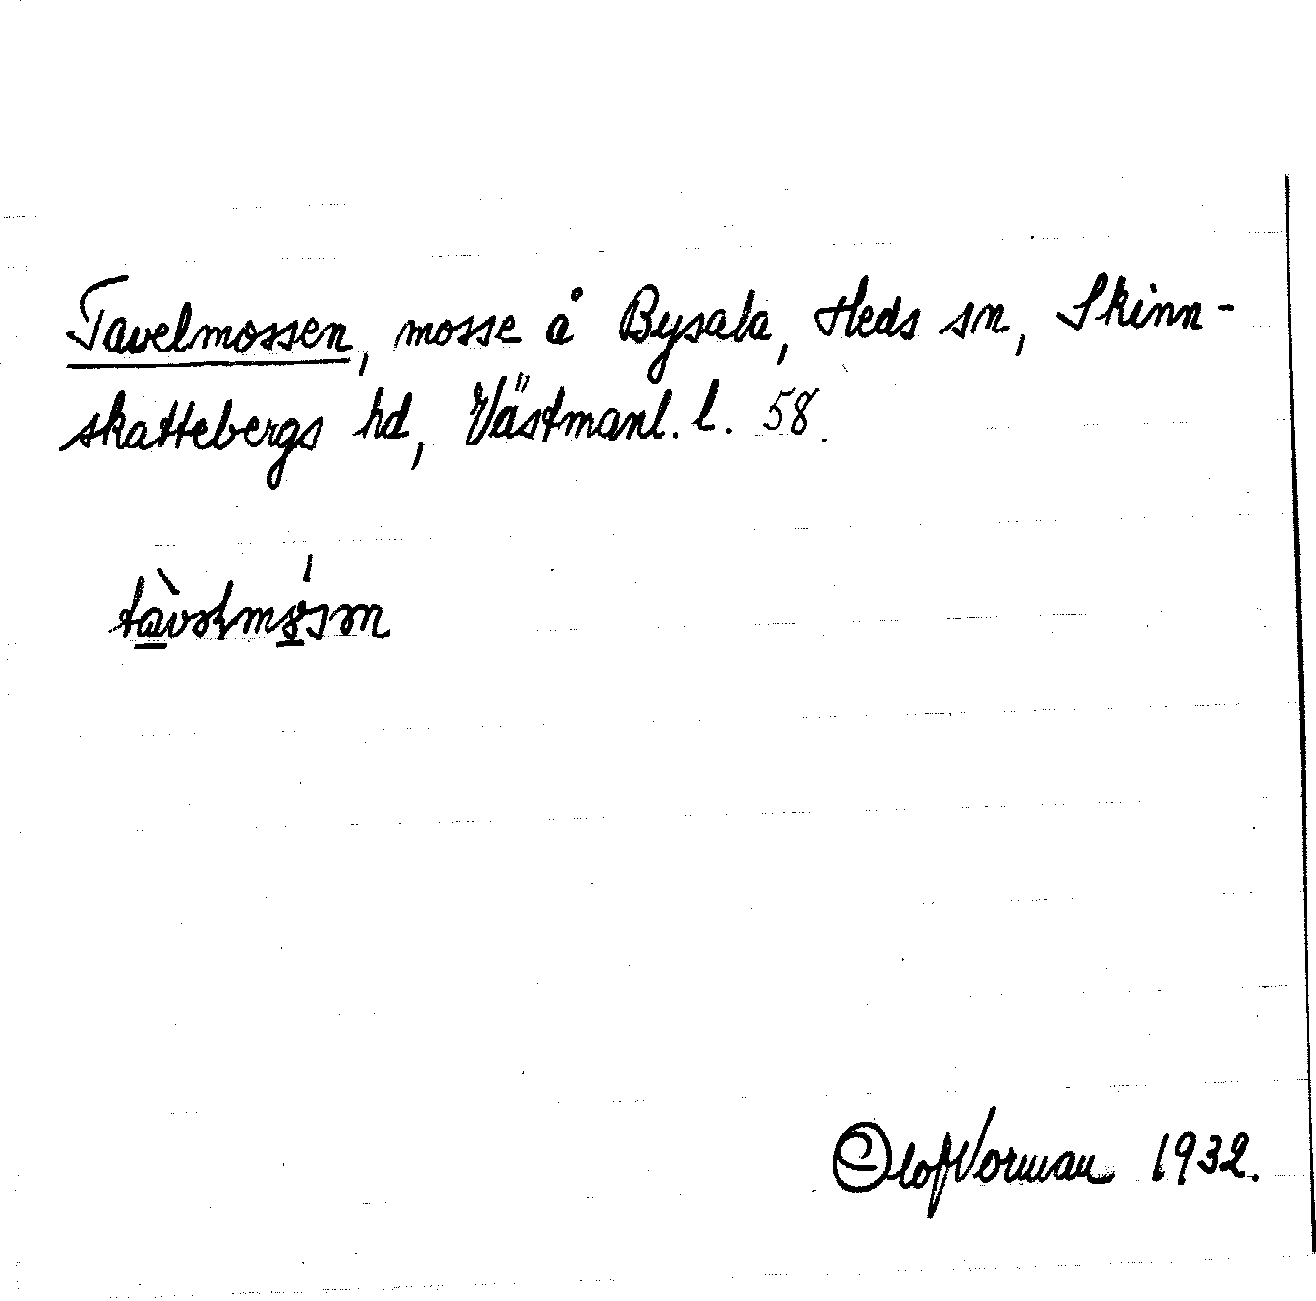 Tavelmossen, mosse å Bysala, Heds sn, Skinn-
skattebergs hd, Västmanl. l. 58.
Olof Norman 1932.